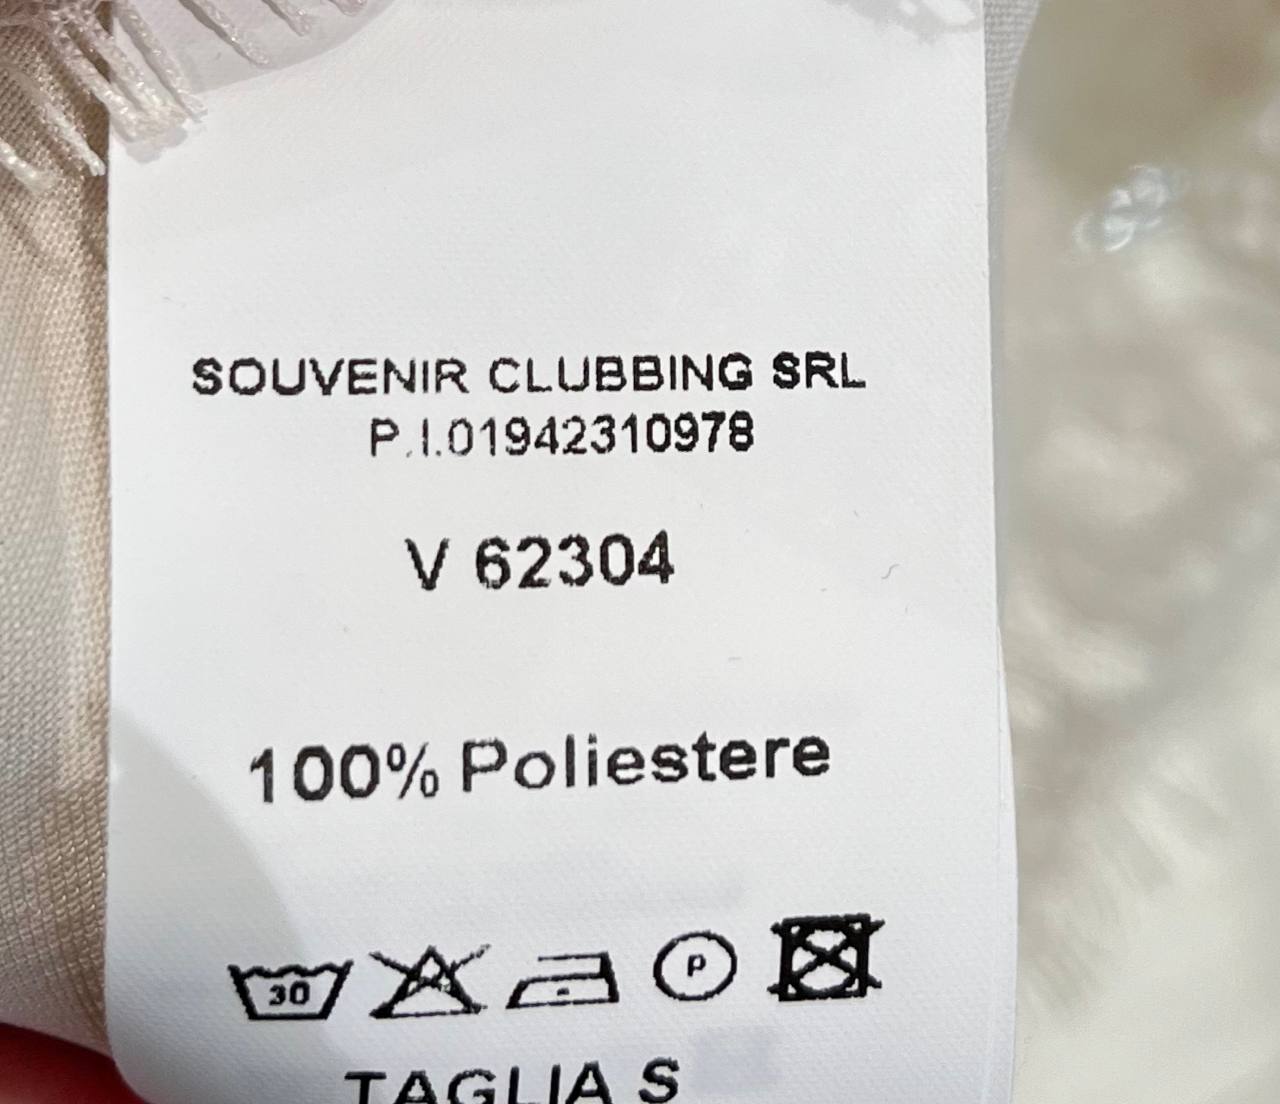 SOUVENIR CLUBBING SRL
P.I.01942310978
V 62304
100% Poliestere
30 P
TAGLIA S